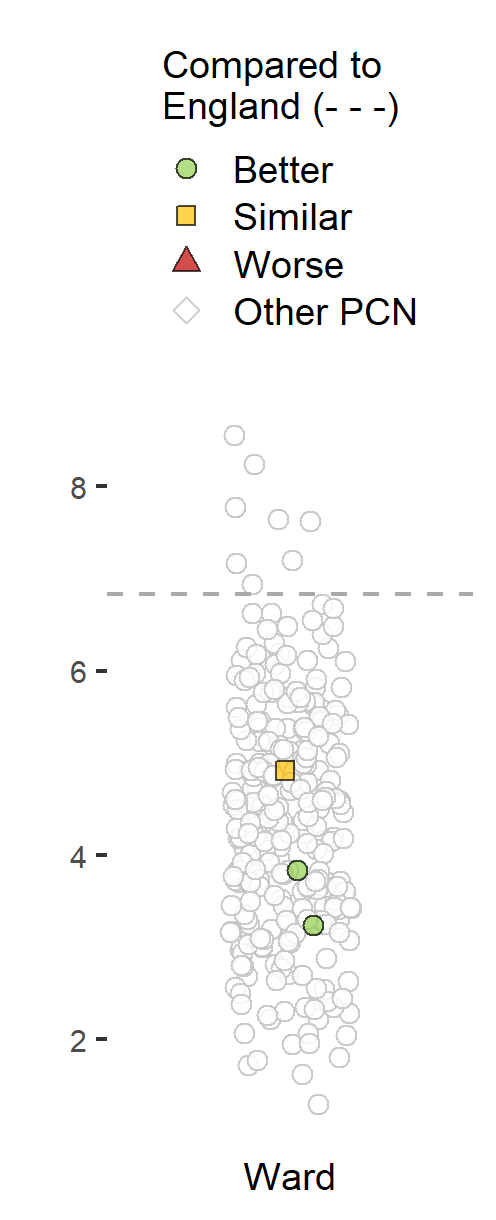 Compared to
England (- - -)
Better
Similar
Worse
Other PCN
8
6
4
2
Ward